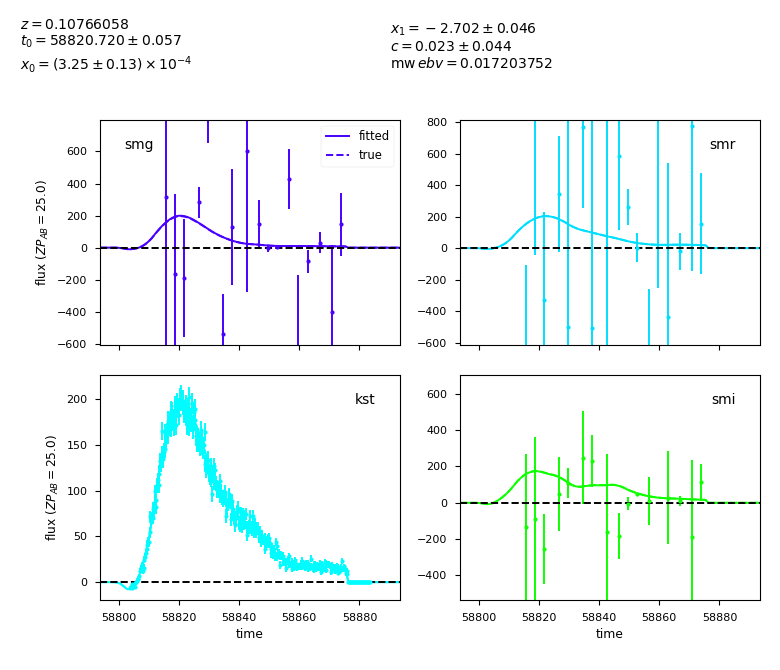 z = 0.10766058
t₀ = 58820.720 ± 0.057
x₀ = (3.25 ± 0.13) × 10⁻⁴
x₁ = −2.702 ± 0.046
c = 0.023 ± 0.044
mw ebv = 0.017203752
smg
fitted
true
600
400
200
0
−200
−400
−600
flux (ZP_AB = 25.0)
smr
800
600
400
200
0
−200
−400
−600
kst
200
150
100
50
0
flux (ZP_AB = 25.0)
58800 58820 58840 58860 58880
time
smi
600
400
200
0
−200
−400
58800 58820 58840 58860 58880
time